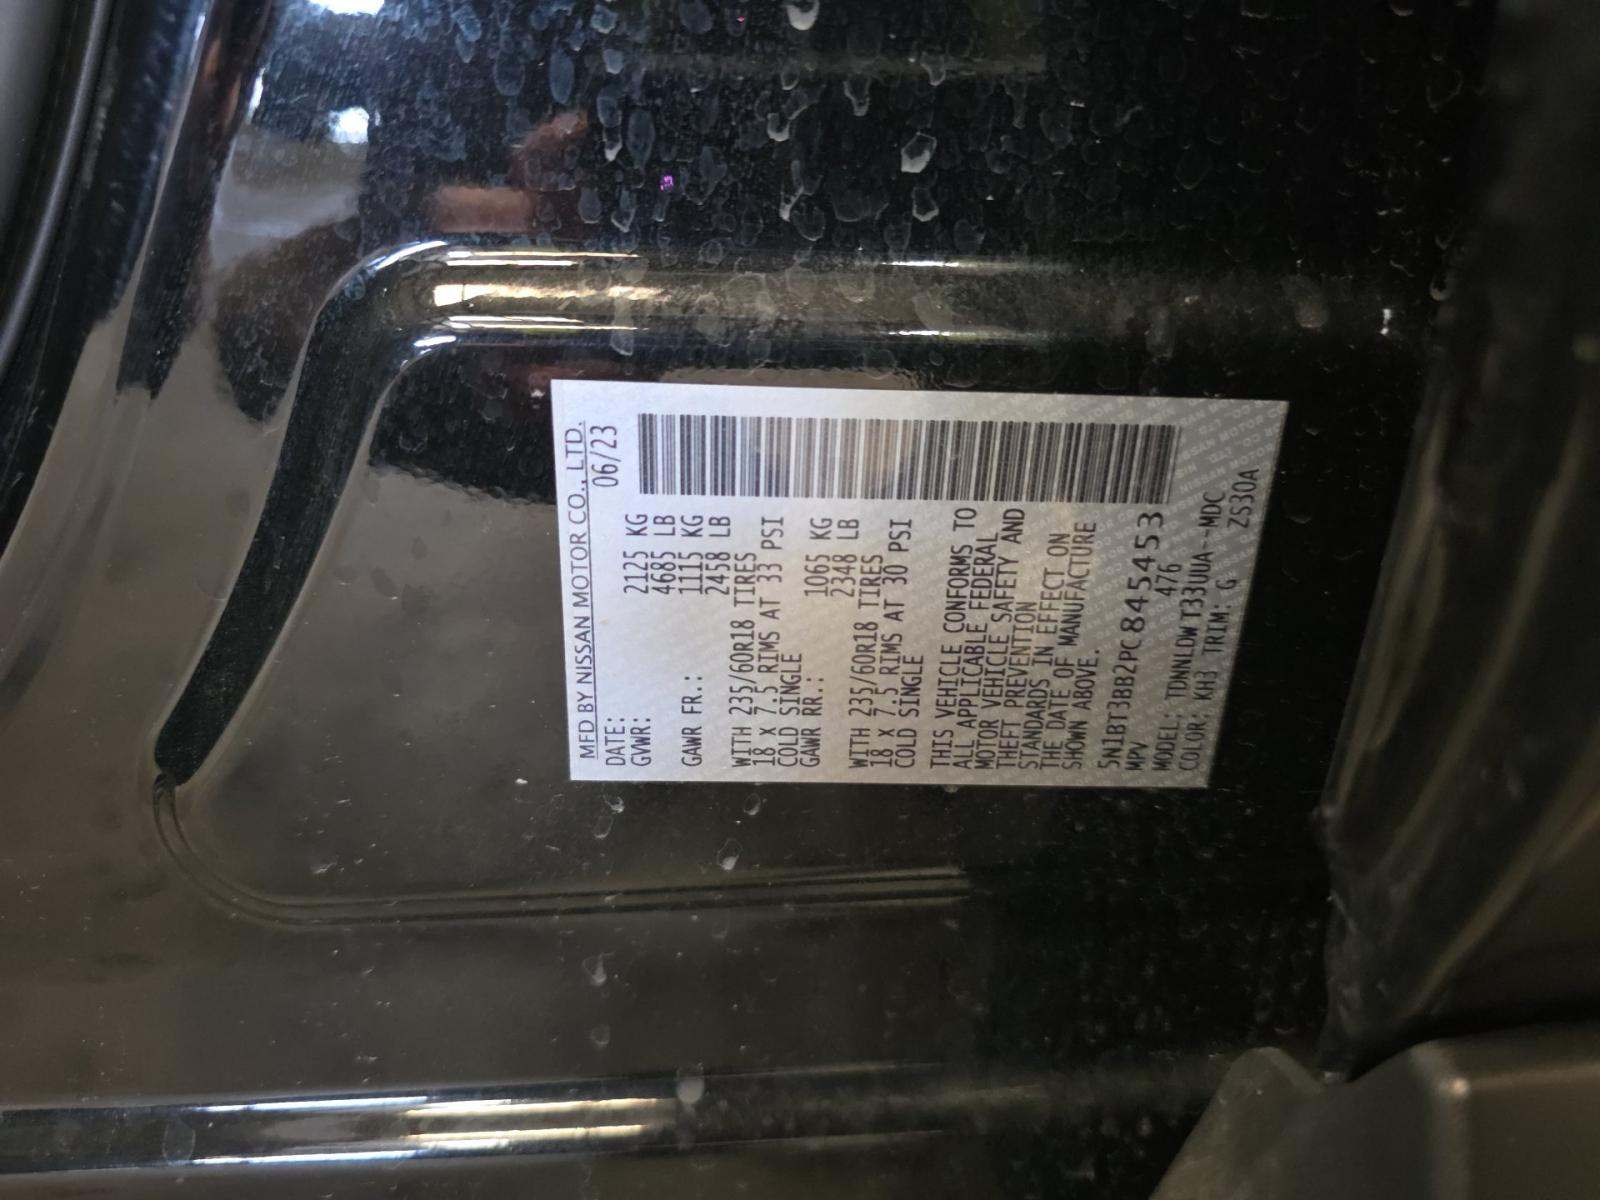 MFD BY NISSAN MOTOR CO., LTD.
DATE: 06/23
GVWR: 2125 KG
4685 LB
GAWR FR.: 1115 KG
2458 LB
WITH 235/60R18 TIRES
18 X 7.5 RIMS AT 33 PSI
COLD SINGLE
GAWR RR.: 1065 KG
2348 LB
WITH 235/60R18 TIRES
18 X 7.5 RIMS AT 30 PSI
COLD SINGLE
THIS VEHICLE CONFORMS TO
ALL APPLICABLE FEDERAL
MOTOR VEHICLE SAFETY AND
THEFT PREVENTION
STANDARDS IN EFFECT ON
THE DATE OF MANUFACTURE
SHOWN ABOVE.
5N1BT3BB2PC845453
MPV 476
MODEL: TDNNLDWT33UUA--MDC
COLOR: KH3 TRIM: G ZS30A